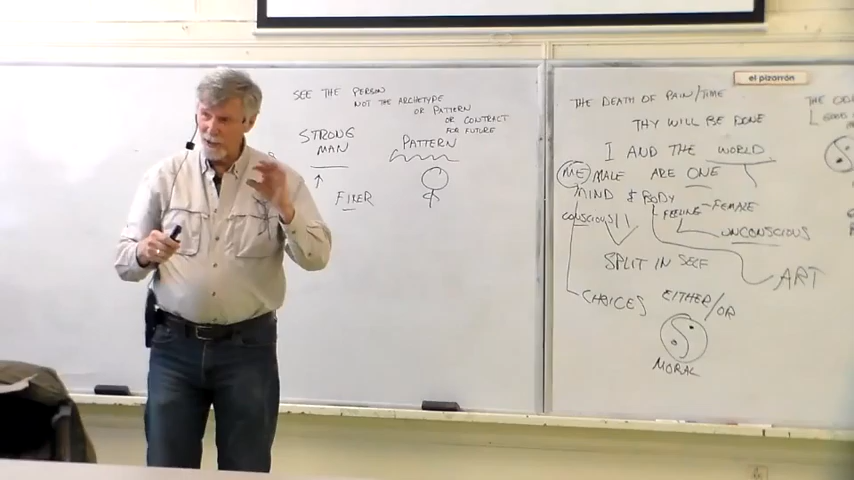 SEE THE PERSON
NOT THE ARCHETYPE
OR PATTERN
OR CONTRACT
FOR FUTURE
STRONG
MAN
PATTERN
FIXER
el pizarrón
THE DEATH OF PAIN/TIME
THY WILL BE DONE
I AND THE WORLD
ME MALE ARE ONE
MIND & BODY
CONSCIOUS FEELING-FEMALE
UNCONSCIOUS
SPLIT IN SELF
ART
CHOICES EITHER/OR
MORAL
THE
GOOD